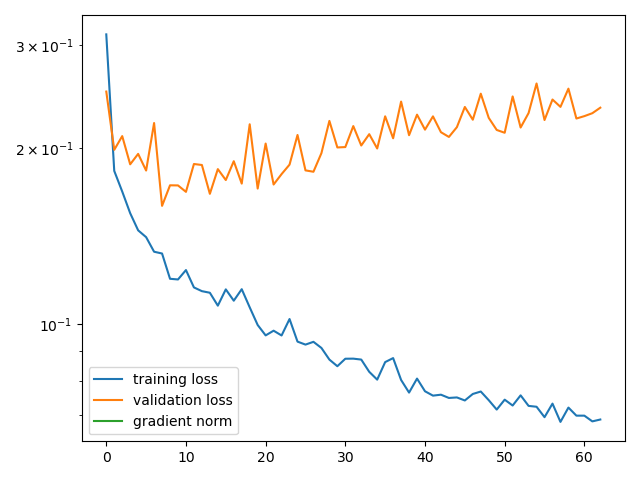 3 × 10⁻¹
2 × 10⁻¹
10⁻¹
training loss
validation loss
gradient norm
0 10 20 30 40 50 60